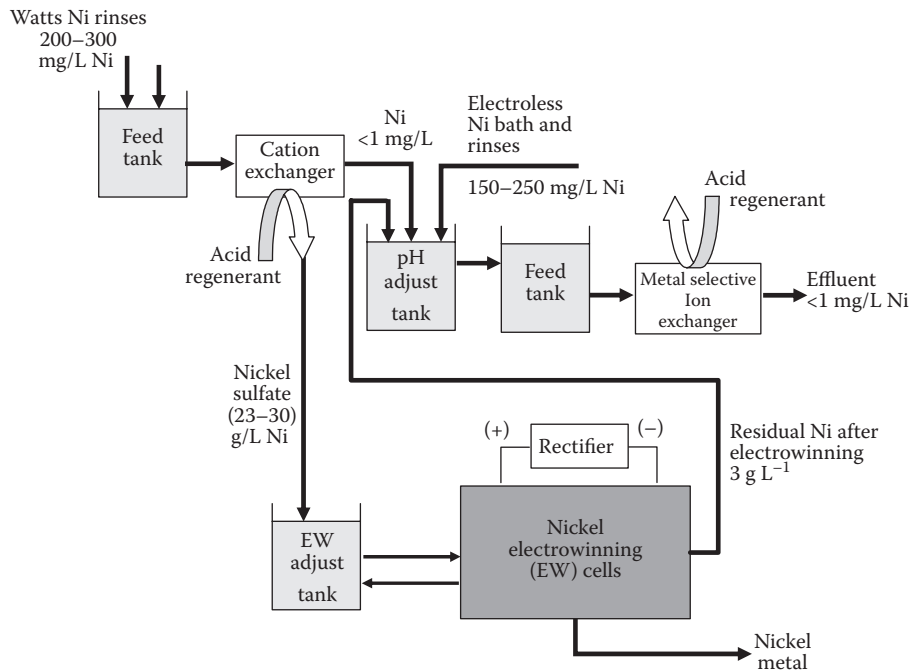 Watts Ni rinses
200–300
mg/L Ni
Feed
tank
Cation
exchanger
Ni
<1 mg/L
Electroless
Ni bath and
rinses
150–250 mg/L Ni
Acid
regenerant
pH
adjust
tank
Feed
tank
Acid
regenerant
Metal selective
Ion
exchanger
Effluent
<1 mg/L Ni
Nickel
sulfate
(23–30)
g/L Ni
(+)
Rectifier
(−)
Residual Ni after
electrowinning
3 g L⁻¹
EW
adjust
tank
Nickel
electrowinning
(EW) cells
Nickel
metal